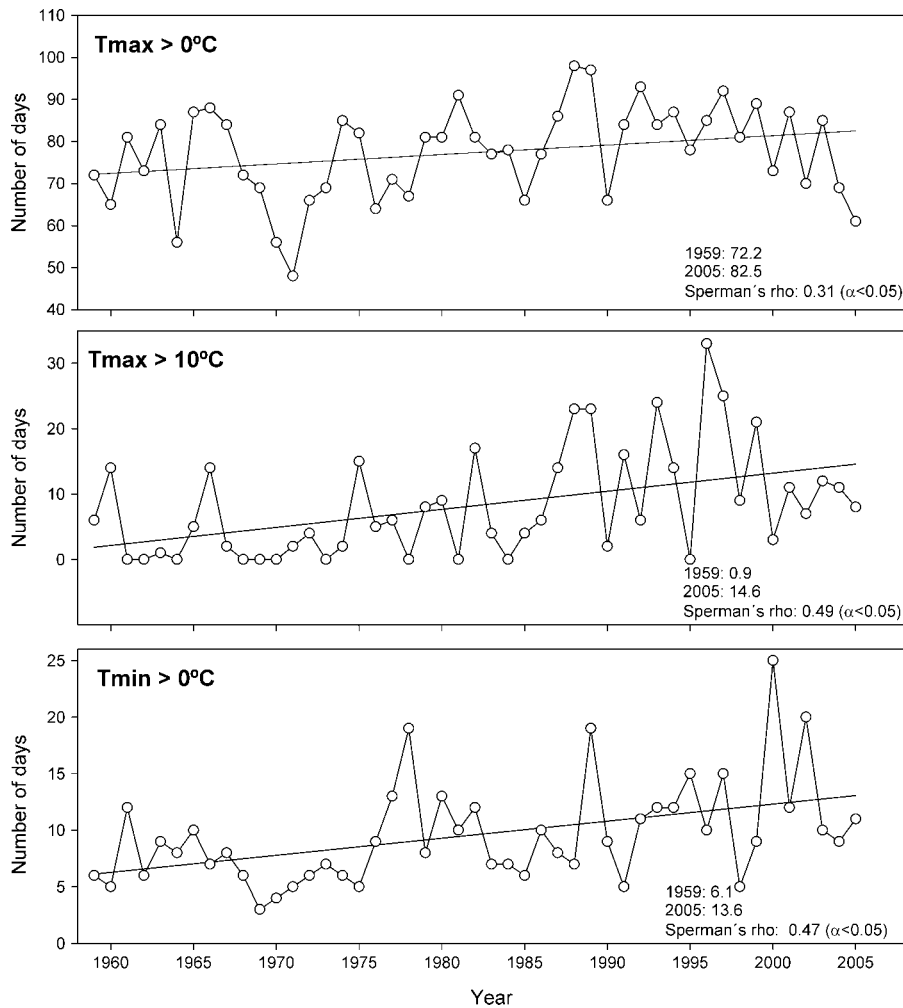 Tmax > 0ºC
Number of days
110
100
90
80
70
60
50
40
1959: 72.2
2005: 82.5
Sperman´s rho: 0.31 (α<0.05)
Tmax > 10ºC
Number of days
30
20
10
0
1959: 0.9
2005: 14.6
Sperman´s rho: 0.49 (α<0.05)
Tmin > 0ºC
Number of days
25
20
15
10
5
0
1959: 6.1
2005: 13.6
Sperman´s rho: 0.47 (α<0.05)
1960 1965 1970 1975 1980 1985 1990 1995 2000 2005
Year